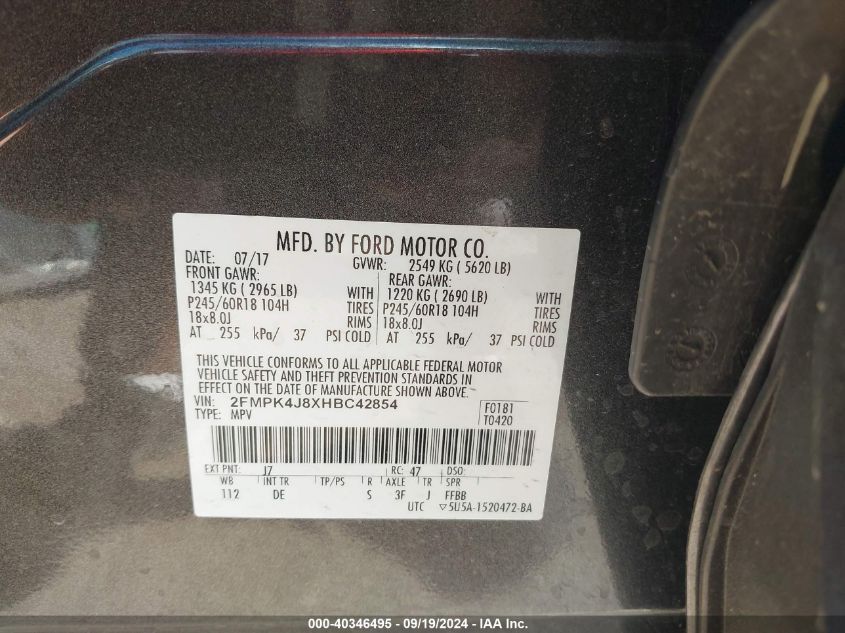 MFD. BY FORD MOTOR CO.
DATE: 07/17 GVWR: 2549 KG ( 5620 LB)
FRONT GAWR: REAR GAWR:
1345 KG ( 2965 LB) WITH 1220 KG ( 2690 LB) WITH
P245/60R18 104H TIRES P245/60R18 104H TIRES
18x8.0J RIMS 18x8.0J RIMS
AT 255 kPa/ 37 PSI COLD AT 255 kPa/ 37 PSI COLD
THIS VEHICLE CONFORMS TO ALL APPLICABLE FEDERAL MOTOR
VEHICLE SAFETY AND THEFT PREVENTION STANDARDS IN
EFFECT ON THE DATE OF MANUFACTURE SHOWN ABOVE.
VIN: 2FMPK4J8XHBC42854 F0181
TYPE: MPV T0420
EXT PNT: J7 RC: 47 DSO:
WB INT TR TP/PS R AXLE TR SPR
112 DE S 3F J FFBB
UTC ▽5U5A-1520472-BA
000-40346495 - 09/19/2024 - IAA Inc.